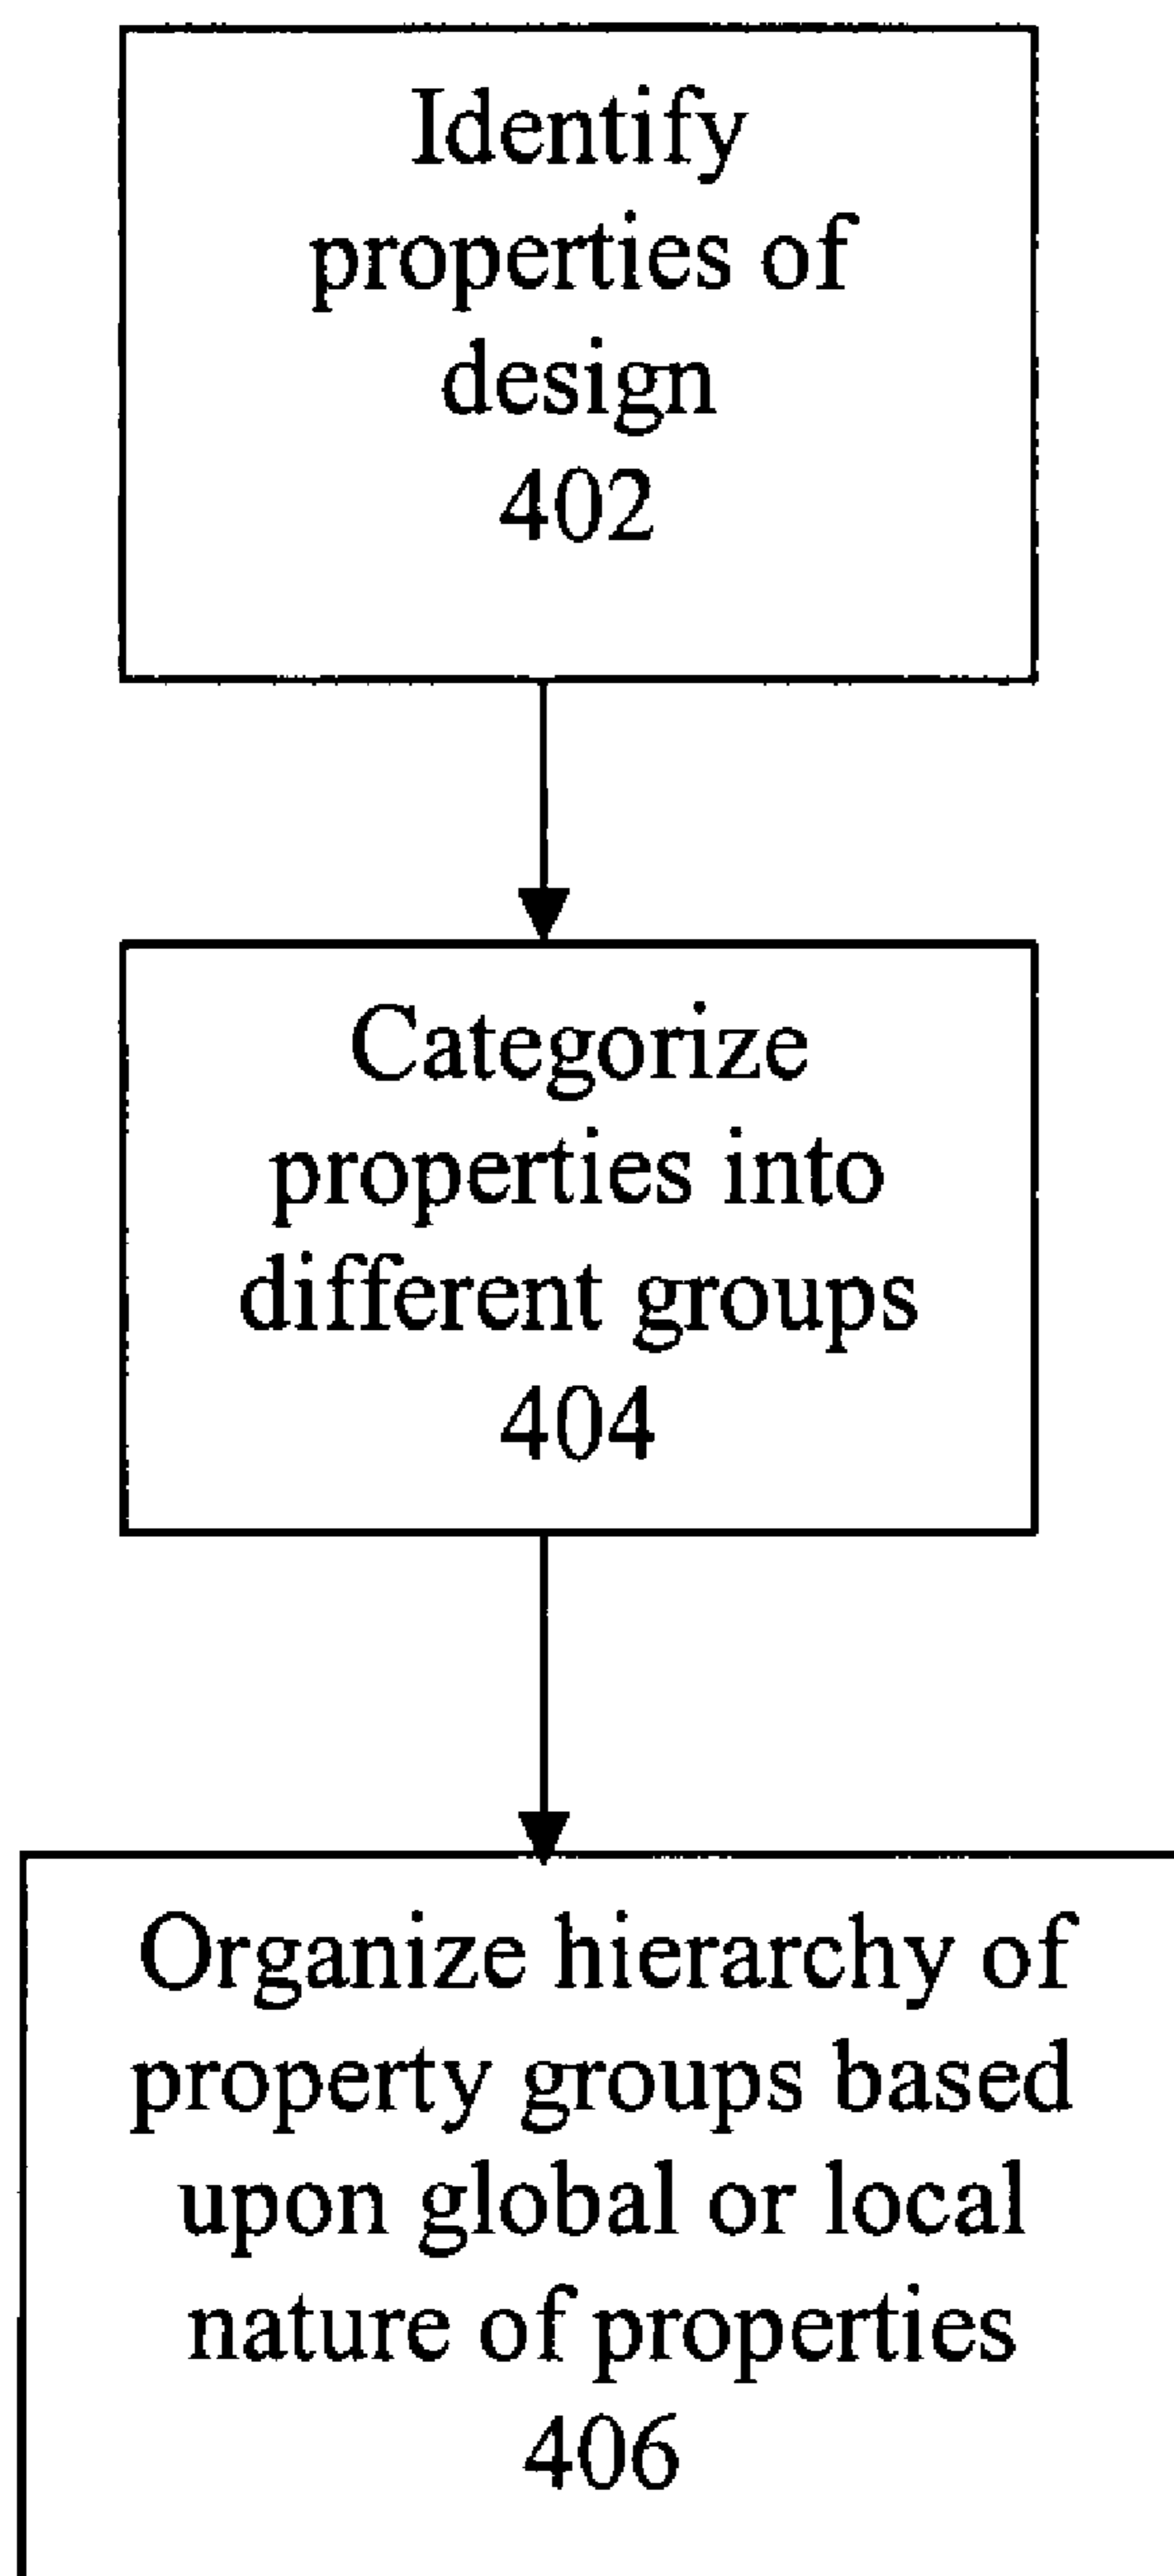 Identify
properties of
design
402
Categorize
properties into
different groups
404
Organize hierarchy of
property groups based
upon global or local
nature of properties
406